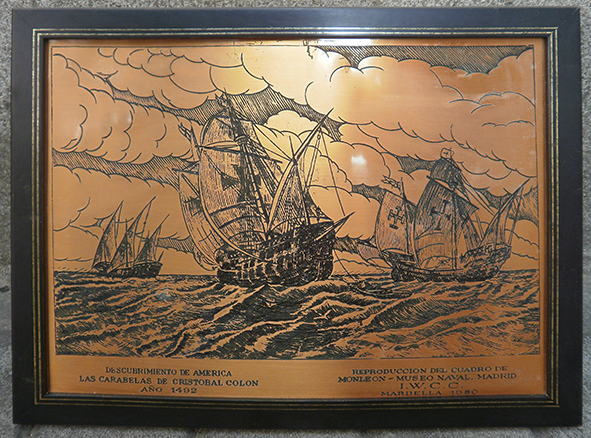 DESCUBRIMIENTO DE AMERICA
LAS CARABELAS DE CRISTOBAL COLON
AÑO 1492
REPRODUCCION DEL CUADRO DE
MONLEON - MUSEO NAVAL. MADRID
I.W.C.C.
MARBELLA 1980